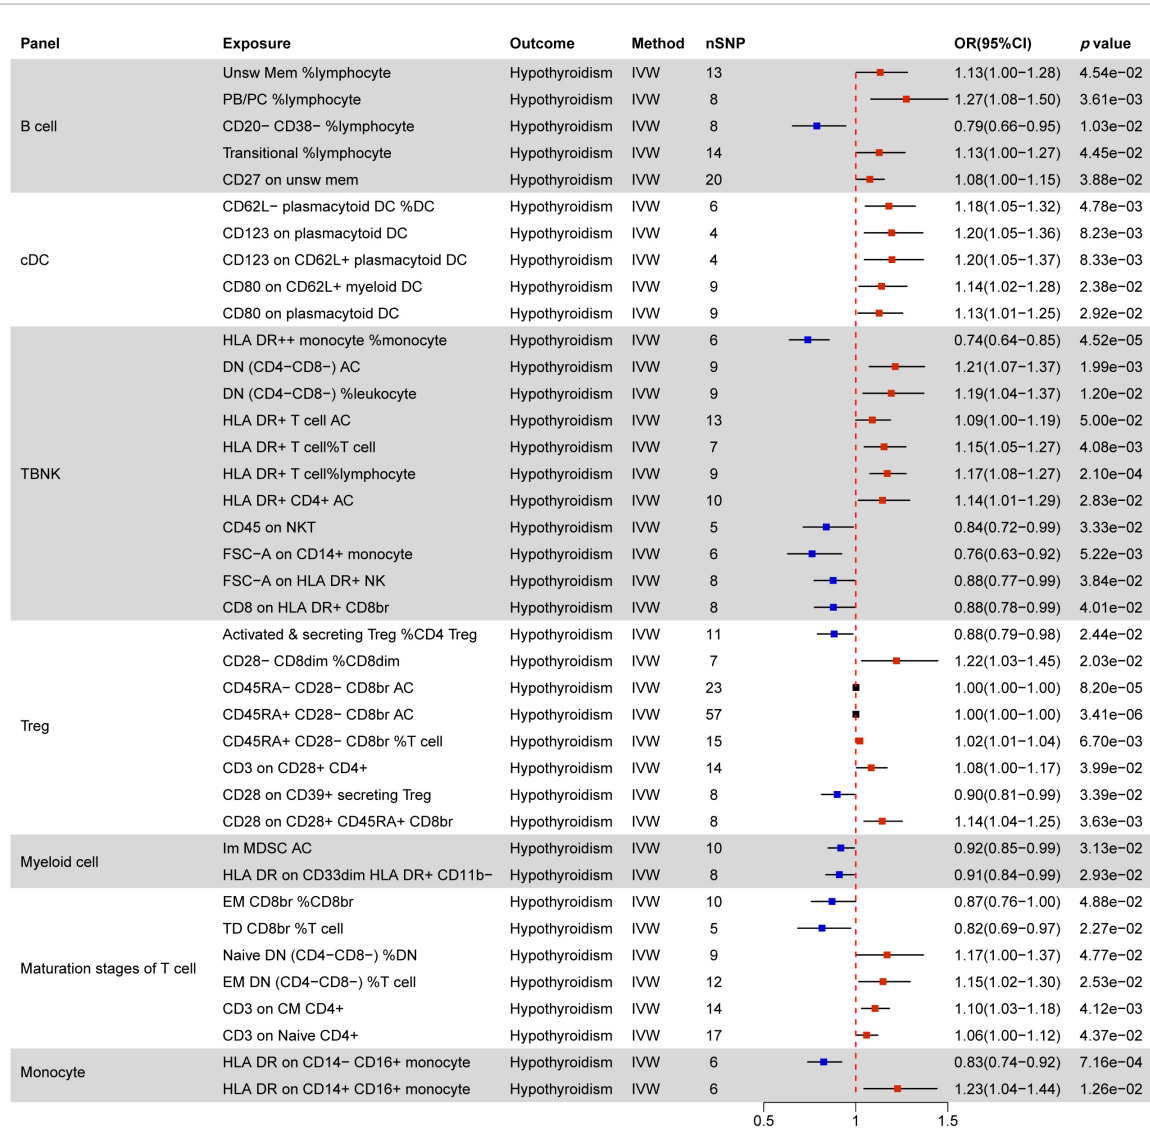 Panel Exposure Outcome Method nSNP OR(95%CI) p value
Unsw Mem %lymphocyte Hypothyroidism IVW 13 1.13(1.00−1.28) 4.54e−02
PB/PC %lymphocyte Hypothyroidism IVW 8 1.27(1.08−1.50) 3.61e−03
B cell CD20− CD38− %lymphocyte Hypothyroidism IVW 8 0.79(0.66−0.95) 1.03e−02
Transitional %lymphocyte Hypothyroidism IVW 14 1.13(1.00−1.27) 4.45e−02
CD27 on unsw mem Hypothyroidism IVW 20 1.08(1.00−1.15) 3.88e−02
CD62L− plasmacytoid DC %DC Hypothyroidism IVW 6 1.18(1.05−1.32) 4.78e−03
CD123 on plasmacytoid DC Hypothyroidism IVW 4 1.20(1.05−1.36) 8.23e−03
cDC CD123 on CD62L+ plasmacytoid DC Hypothyroidism IVW 4 1.20(1.05−1.37) 8.33e−03
CD80 on CD62L+ myeloid DC Hypothyroidism IVW 9 1.14(1.02−1.28) 2.38e−02
CD80 on plasmacytoid DC Hypothyroidism IVW 9 1.13(1.01−1.25) 2.92e−02
HLA DR++ monocyte %monocyte Hypothyroidism IVW 6 0.74(0.64−0.85) 4.52e−05
DN (CD4−CD8−) AC Hypothyroidism IVW 9 1.21(1.07−1.37) 1.99e−03
DN (CD4−CD8−) %leukocyte Hypothyroidism IVW 9 1.19(1.04−1.37) 1.20e−02
HLA DR+ T cell AC Hypothyroidism IVW 13 1.09(1.00−1.19) 5.00e−02
HLA DR+ T cell%T cell Hypothyroidism IVW 7 1.15(1.05−1.27) 4.08e−03
TBNK HLA DR+ T cell%lymphocyte Hypothyroidism IVW 9 1.17(1.08−1.27) 2.10e−04
HLA DR+ CD4+ AC Hypothyroidism IVW 10 1.14(1.01−1.29) 2.83e−02
CD45 on NKT Hypothyroidism IVW 5 0.84(0.72−0.99) 3.33e−02
FSC−A on CD14+ monocyte Hypothyroidism IVW 6 0.76(0.63−0.92) 5.22e−03
FSC−A on HLA DR+ NK Hypothyroidism IVW 8 0.88(0.77−0.99) 3.84e−02
CD8 on HLA DR+ CD8br Hypothyroidism IVW 8 0.88(0.78−0.99) 4.01e−02
Activated & secreting Treg %CD4 Treg Hypothyroidism IVW 11 0.88(0.79−0.98) 2.44e−02
CD28− CD8dim %CD8dim Hypothyroidism IVW 7 1.22(1.03−1.45) 2.03e−02
CD45RA− CD28− CD8br AC Hypothyroidism IVW 23 1.00(1.00−1.00) 8.20e−05
CD45RA+ CD28− CD8br AC Hypothyroidism IVW 57 1.00(1.00−1.00) 3.41e−06
Treg
CD45RA+ CD28− CD8br %T cell Hypothyroidism IVW 15 1.02(1.01−1.04) 6.70e−03
CD3 on CD28+ CD4+ Hypothyroidism IVW 14 1.08(1.00−1.17) 3.99e−02
CD28 on CD39+ secreting Treg Hypothyroidism IVW 8 0.90(0.81−0.99) 3.39e−02
CD28 on CD28+ CD45RA+ CD8br Hypothyroidism IVW 8 1.14(1.04−1.25) 3.63e−03
Im MDSC AC Hypothyroidism IVW 10 0.92(0.85−0.99) 3.13e−02
Myeloid cell
HLA DR on CD33dim HLA DR+ CD11b− Hypothyroidism IVW 8 0.91(0.84−0.99) 2.93e−02
EM CD8br %CD8br Hypothyroidism IVW 10 0.87(0.76−1.00) 4.88e−02
TD CD8br %T cell Hypothyroidism IVW 5 0.82(0.69−0.97) 2.27e−02
Naive DN (CD4−CD8−) %DN Hypothyroidism IVW 9 1.17(1.00−1.37) 4.77e−02
Maturation stages of T cell
EM DN (CD4−CD8−) %T cell Hypothyroidism IVW 12 1.15(1.02−1.30) 2.53e−02
CD3 on CM CD4+ Hypothyroidism IVW 14 1.10(1.03−1.18) 4.12e−03
CD3 on Naive CD4+ Hypothyroidism IVW 17 1.06(1.00−1.12) 4.37e−02
HLA DR on CD14− CD16+ monocyte Hypothyroidism IVW 6 0.83(0.74−0.92) 7.16e−04
Monocyte
HLA DR on CD14+ CD16+ monocyte Hypothyroidism IVW 6 1.23(1.04−1.44) 1.26e−02
0.5 1 1.5